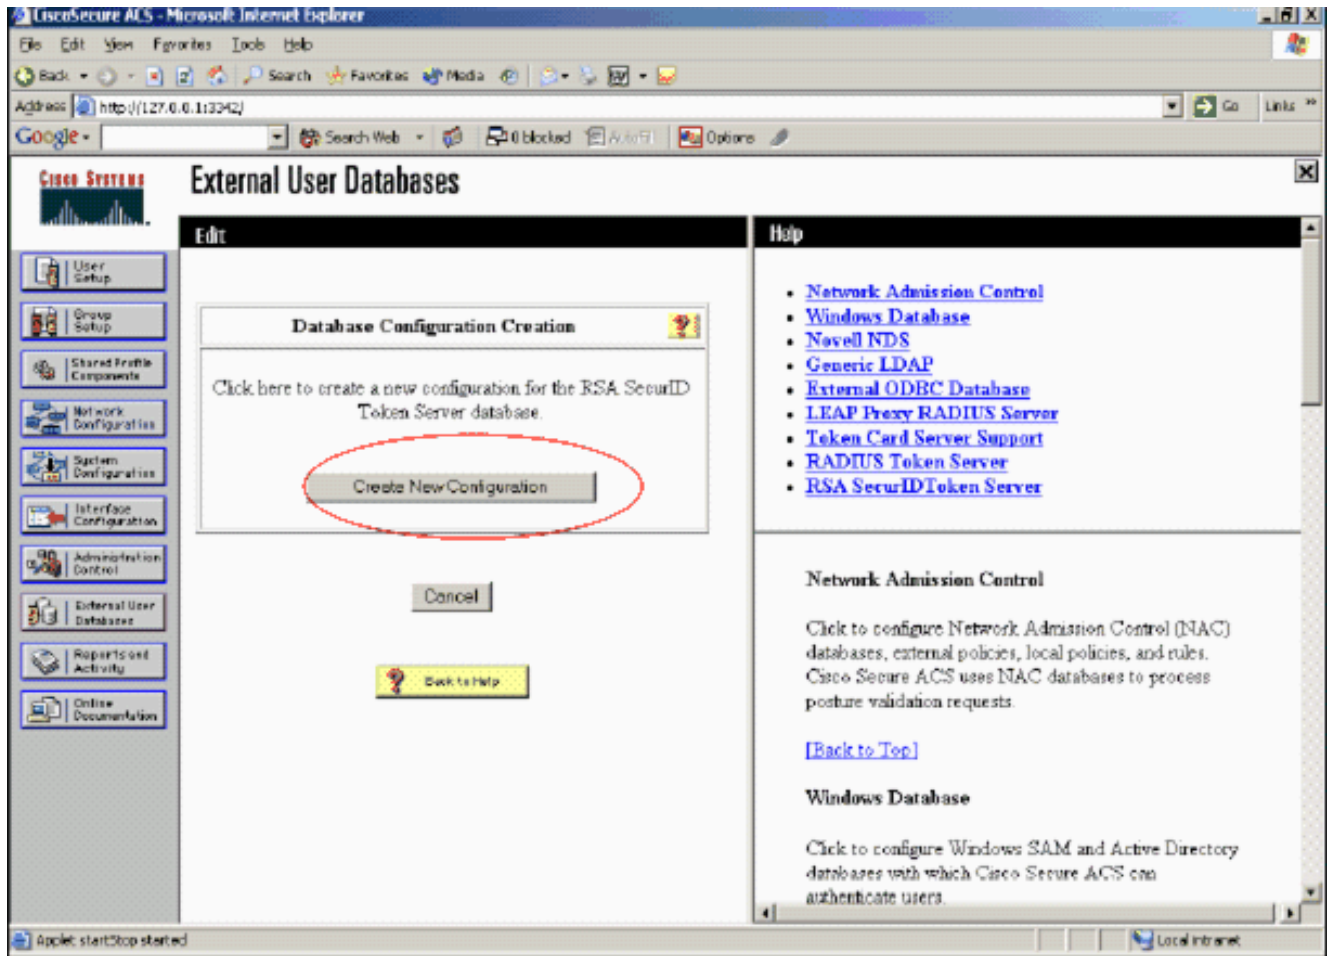 CiscoSecure ACS - Microsoft Internet Explorer
File Edit View Favorites Tools Help
Back Search Favorites Media
Address http://127.0.0.1:3342/ Go Links »
Google Search Web 0 blocked AutoFill Options
CISCO SYSTEMS
External User Databases
Edit
User
Setup
Group
Setup
Shared Profile
Components
Network
Configuration
System
Configuration
Interface
Configuration
Administration
Control
External User
Databases
Reports and
Activity
Online
Documentation
Database Configuration Creation
Click here to create a new configuration for the RSA SecurID
Token Server database.
Create New Configuration
Cancel
Back to Help
Help
• Network Admission Control
• Windows Database
• Novell NDS
• Generic LDAP
• External ODBC Database
• LEAP Proxy RADIUS Server
• Token Card Server Support
• RADIUS Token Server
• RSA SecurIDToken Server
Network Admission Control
Click to configure Network Admission Control (NAC)
databases, external policies, local policies, and rules.
Cisco Secure ACS uses NAC databases to process
posture validation requests.
[Back to Top]
Windows Database
Click to configure Windows SAM and Active Directory
databases with which Cisco Secure ACS can
authenticate users.
Applet startStop started
Local intranet